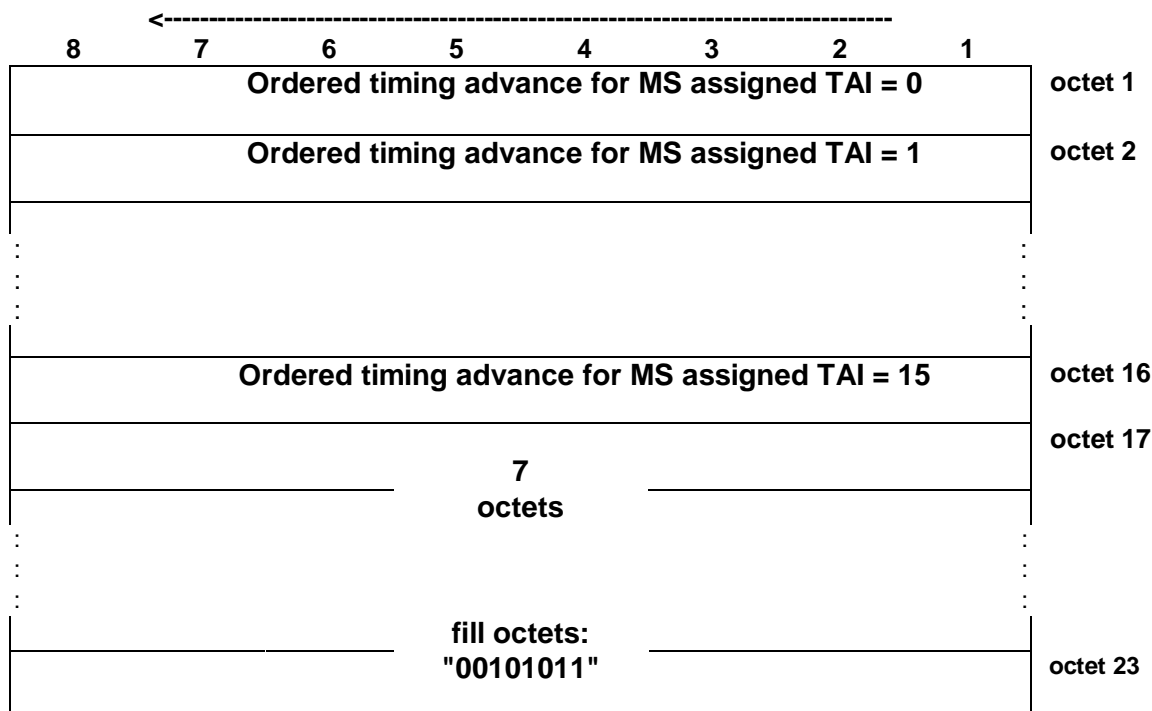 <--------------------------------------------------------------------------------
8 7 6 5 4 3 2 1
Ordered timing advance for MS assigned TAI = 0 octet 1
Ordered timing advance for MS assigned TAI = 1 octet 2
: :
: :
: :
Ordered timing advance for MS assigned TAI = 15 octet 16
octet 17
7
octets
: :
: :
: :
fill octets:
"00101011" octet 23